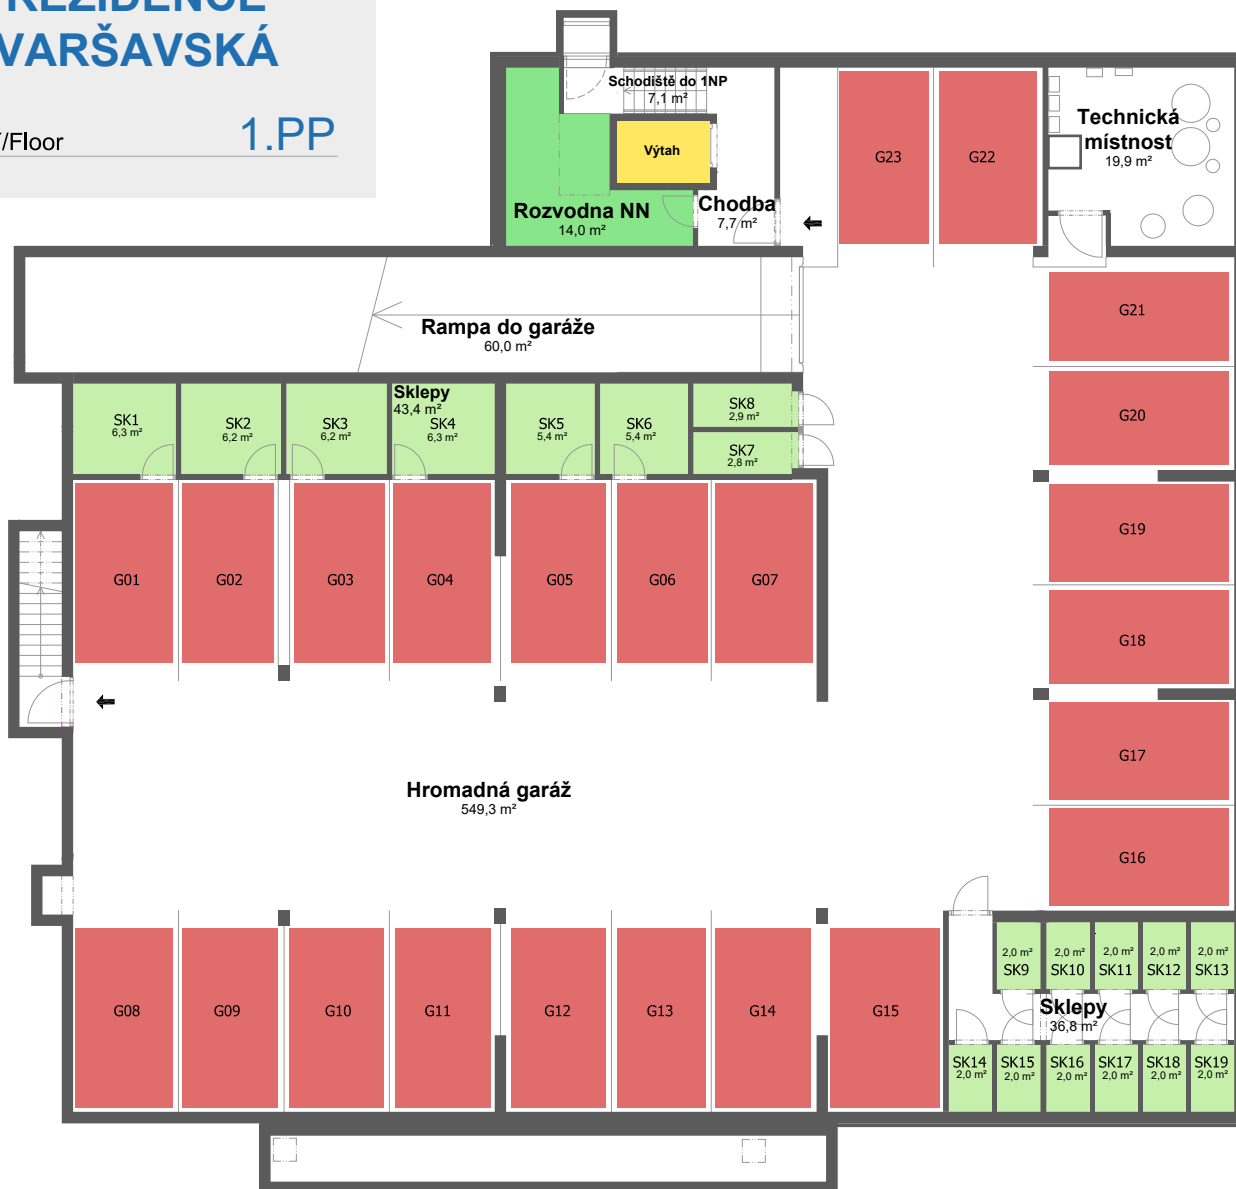 REZIDENCE
VARŠAVSKÁ
/Floor 1.PP
Schodiště do 1NP
7,1 m²
Výtah
Rozvodna NN
14,0 m²
Chodba
7,7 m²
G23
G22
Technická
místnost
19,9 m²
Rampa do garáže
60,0 m²
G21
G20
G19
G18
G17
G16
Sklepy
43,4 m²
SK1
6,3 m²
SK2
6,2 m²
SK3
6,2 m²
SK4
6,3 m²
SK5
5,4 m²
SK6
5,4 m²
SK8
2,9 m²
SK7
2,8 m²
G01
G02
G03
G04
G05
G06
G07
Hromadná garáž
549,3 m²
G08
G09
G10
G11
G12
G13
G14
G15
2,0 m²
SK9
2,0 m²
SK10
2,0 m²
SK11
2,0 m²
SK12
2,0 m²
SK13
Sklepy
36,8 m²
SK14
2,0 m²
SK15
2,0 m²
SK16
2,0 m²
SK17
2,0 m²
SK18
2,0 m²
SK19
2,0 m²